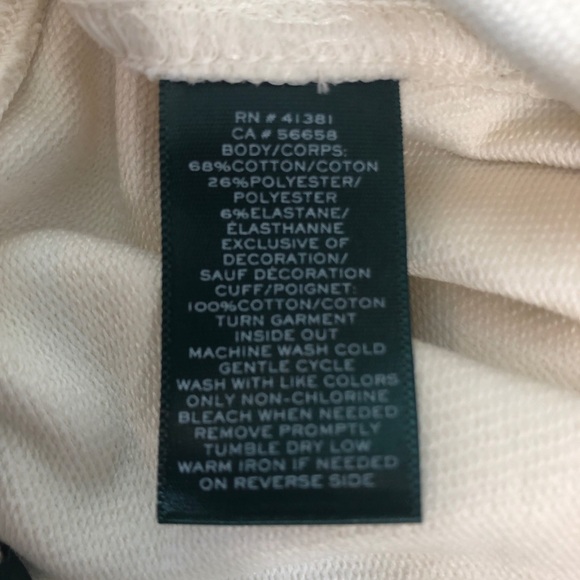 RN # 41381
CA # 56658
BODY/CORPS:
68%COTTON/COTON
26%POLYESTER/
POLYESTER
6%ELASTANE/
ÉLASTHANNE
EXCLUSIVE OF
DECORATION/
SAUF DÉCORATION
CUFF/POIGNET:
100%COTTON/COTON
TURN GARMENT
INSIDE OUT
MACHINE WASH COLD
GENTLE CYCLE
WASH WITH LIKE COLORS
ONLY NON-CHLORINE
BLEACH WHEN NEEDED
REMOVE PROMPTLY
TUMBLE DRY LOW
WARM IRON IF NEEDED
ON REVERSE SIDE